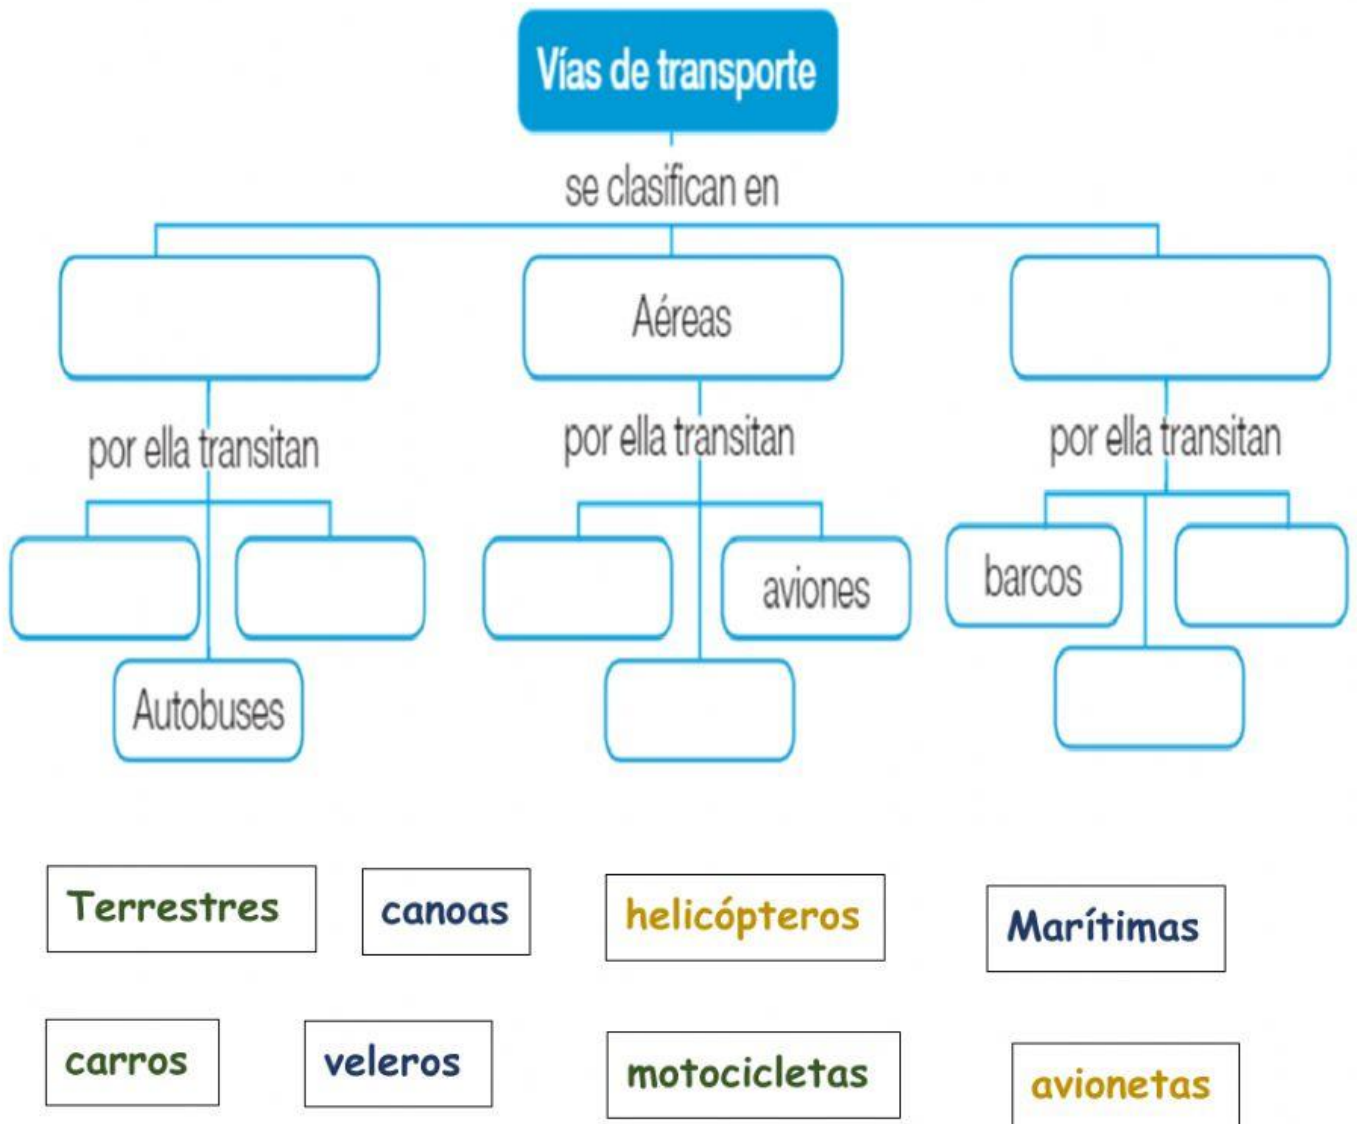 Vías de transporte
se clasifican en
Aéreas
por ella transitan
por ella transitan
por ella transitan
aviones
barcos
Autobuses
Terrestres
canoas
helicópteros
Marítimas
carros
veleros
motocicletas
avionetas